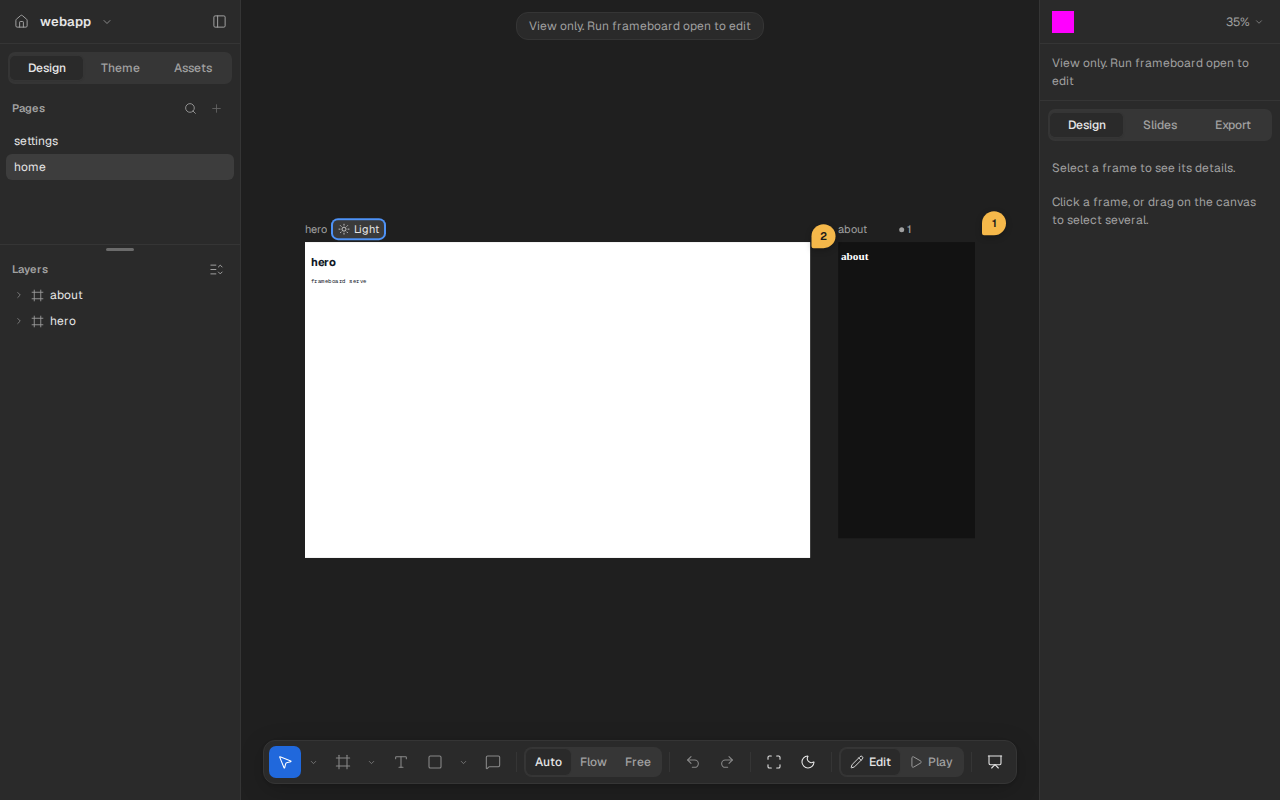 webapp
Design Theme Assets
Pages
settings
home
Layers
about
hero
View only. Run frameboard open to edit
hero Light
2
about 1
1
hero
frameboard serve
about
Auto Flow Free
Edit Play
35%
View only. Run frameboard open to
edit
Design Slides Export
Select a frame to see its details.
Click a frame, or drag on the canvas
to select several.